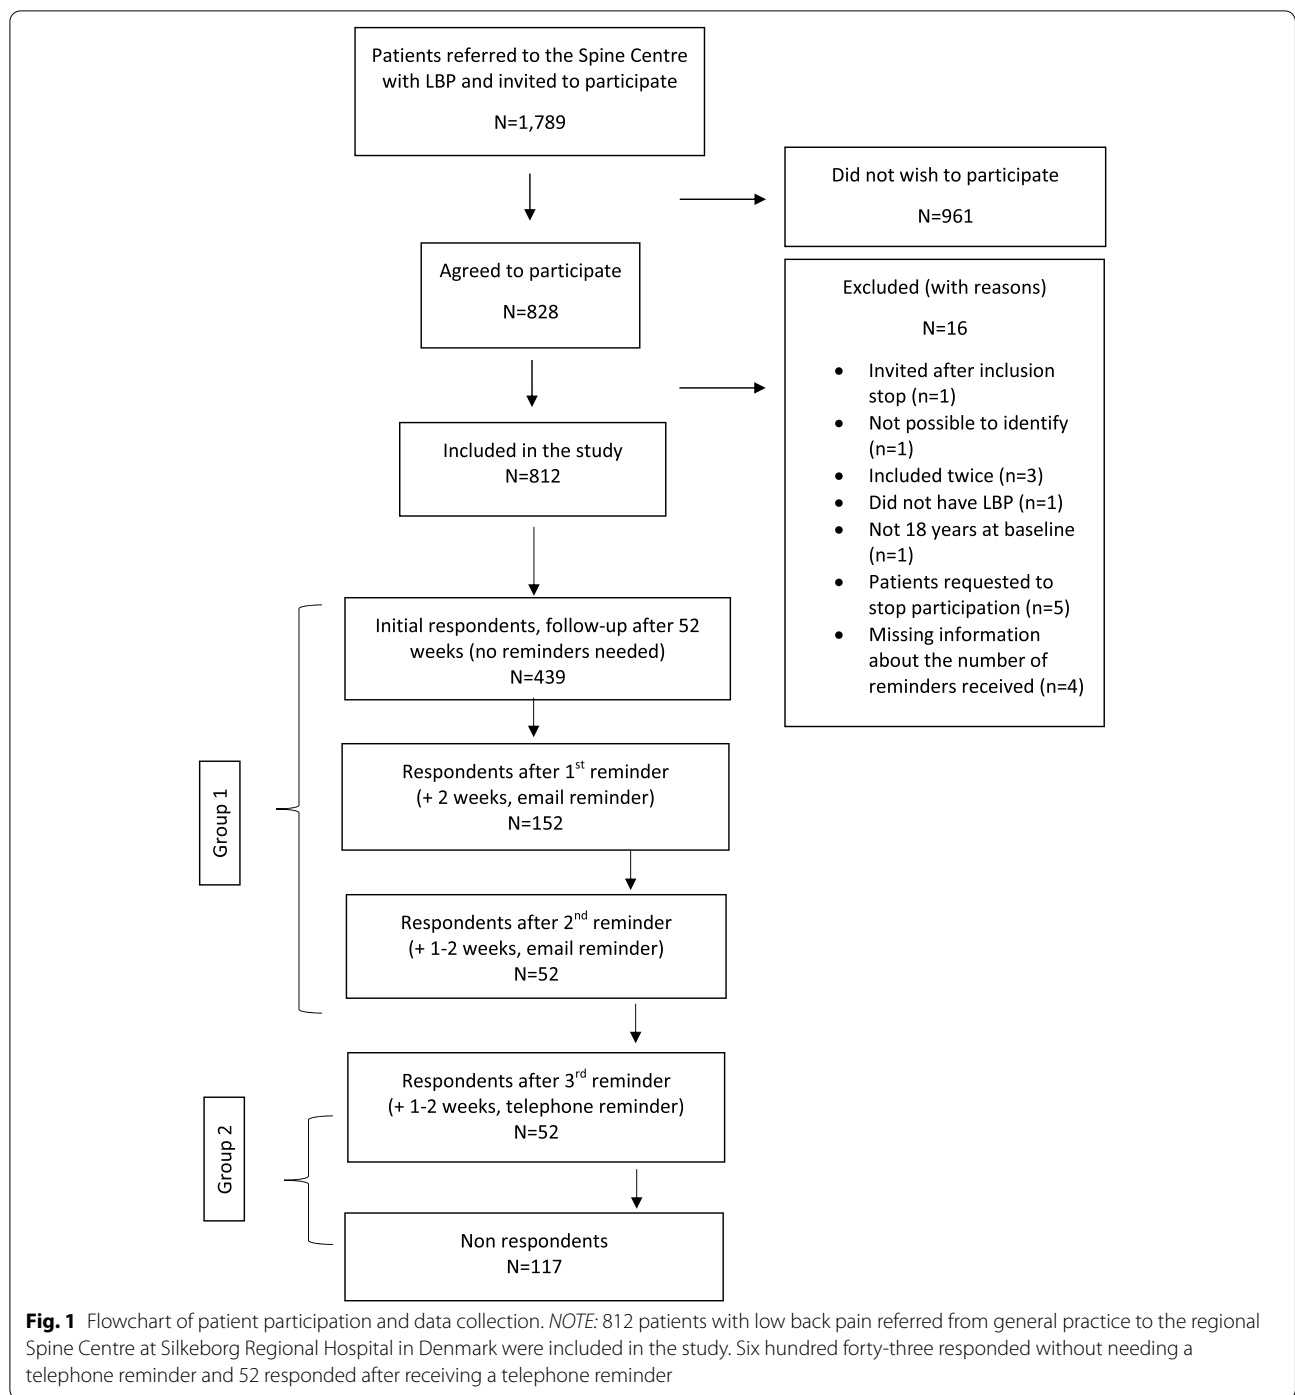 Patients referred to the Spine Centre
with LBP and invited to participate
N=1,789
Did not wish to participate
N=961
Agreed to participate
N=828
Excluded (with reasons)
N=16
• Invited after inclusion
stop (n=1)
• Not possible to identify
(n=1)
• Included twice (n=3)
• Did not have LBP (n=1)
• Not 18 years at baseline
(n=1)
• Patients requested to
stop participation (n=5)
• Missing information
about the number of
reminders received (n=4)
Included in the study
N=812
Initial respondents, follow-up after 52
weeks (no reminders needed)
N=439
Group 1
Respondents after 1st reminder
(+ 2 weeks, email reminder)
N=152
Respondents after 2nd reminder
(+ 1-2 weeks, email reminder)
N=52
Group 2
Respondents after 3rd reminder
(+ 1-2 weeks, telephone reminder)
N=52
Non respondents
N=117
Fig. 1 Flowchart of patient participation and data collection. NOTE: 812 patients with low back pain referred from general practice to the regional
Spine Centre at Silkeborg Regional Hospital in Denmark were included in the study. Six hundred forty-three responded without needing a
telephone reminder and 52 responded after receiving a telephone reminder